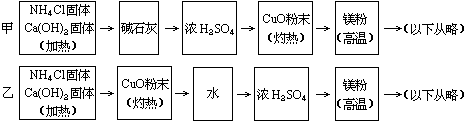 甲 NH₄Cl固体 Ca(OH)₂固体 (加热) → 碱石灰 → 浓H₂SO₄ → CuO粉末 (灼热) → 镁粉 (高温) → (以下从略)
乙 NH₄Cl固体 Ca(OH)₂固体 (加热) → CuO粉末 (灼热) → 水 → 浓H₂SO₄ → 镁粉 (高温) → (以下从略)